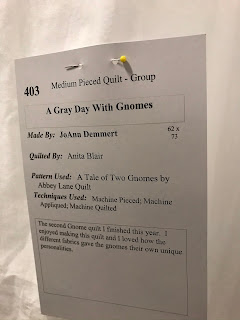 403 Medium Pieced Quilt - Group
A Gray Day With Gnomes
Made By: JoAna Demmert 62 x
73
Quilted By: Anita Blair
Pattern Used: A Tale of Two Gnomes by
Abbey Lane Quilt
Techniques Used: Machine Pieced; Machine
Appliqued; Machine Quilted
The second Gnome quilt I finished this year. I
enjoyed making this quilt and I loved how the
different fabrics gave the gnomes their own unique
personalities.